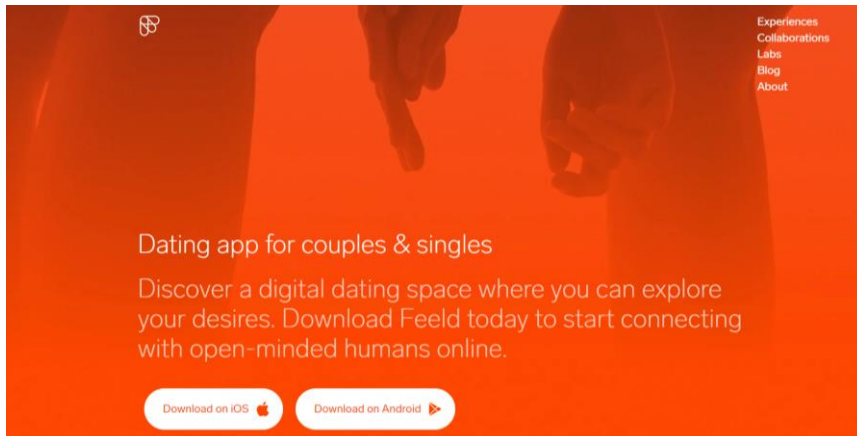 Experiences
Collaborations
Labs
Blog
About
Dating app for couples & singles
Discover a digital dating space where you can explore
your desires. Download Feeld today to start connecting
with open-minded humans online.
Download on iOS
Download on Android